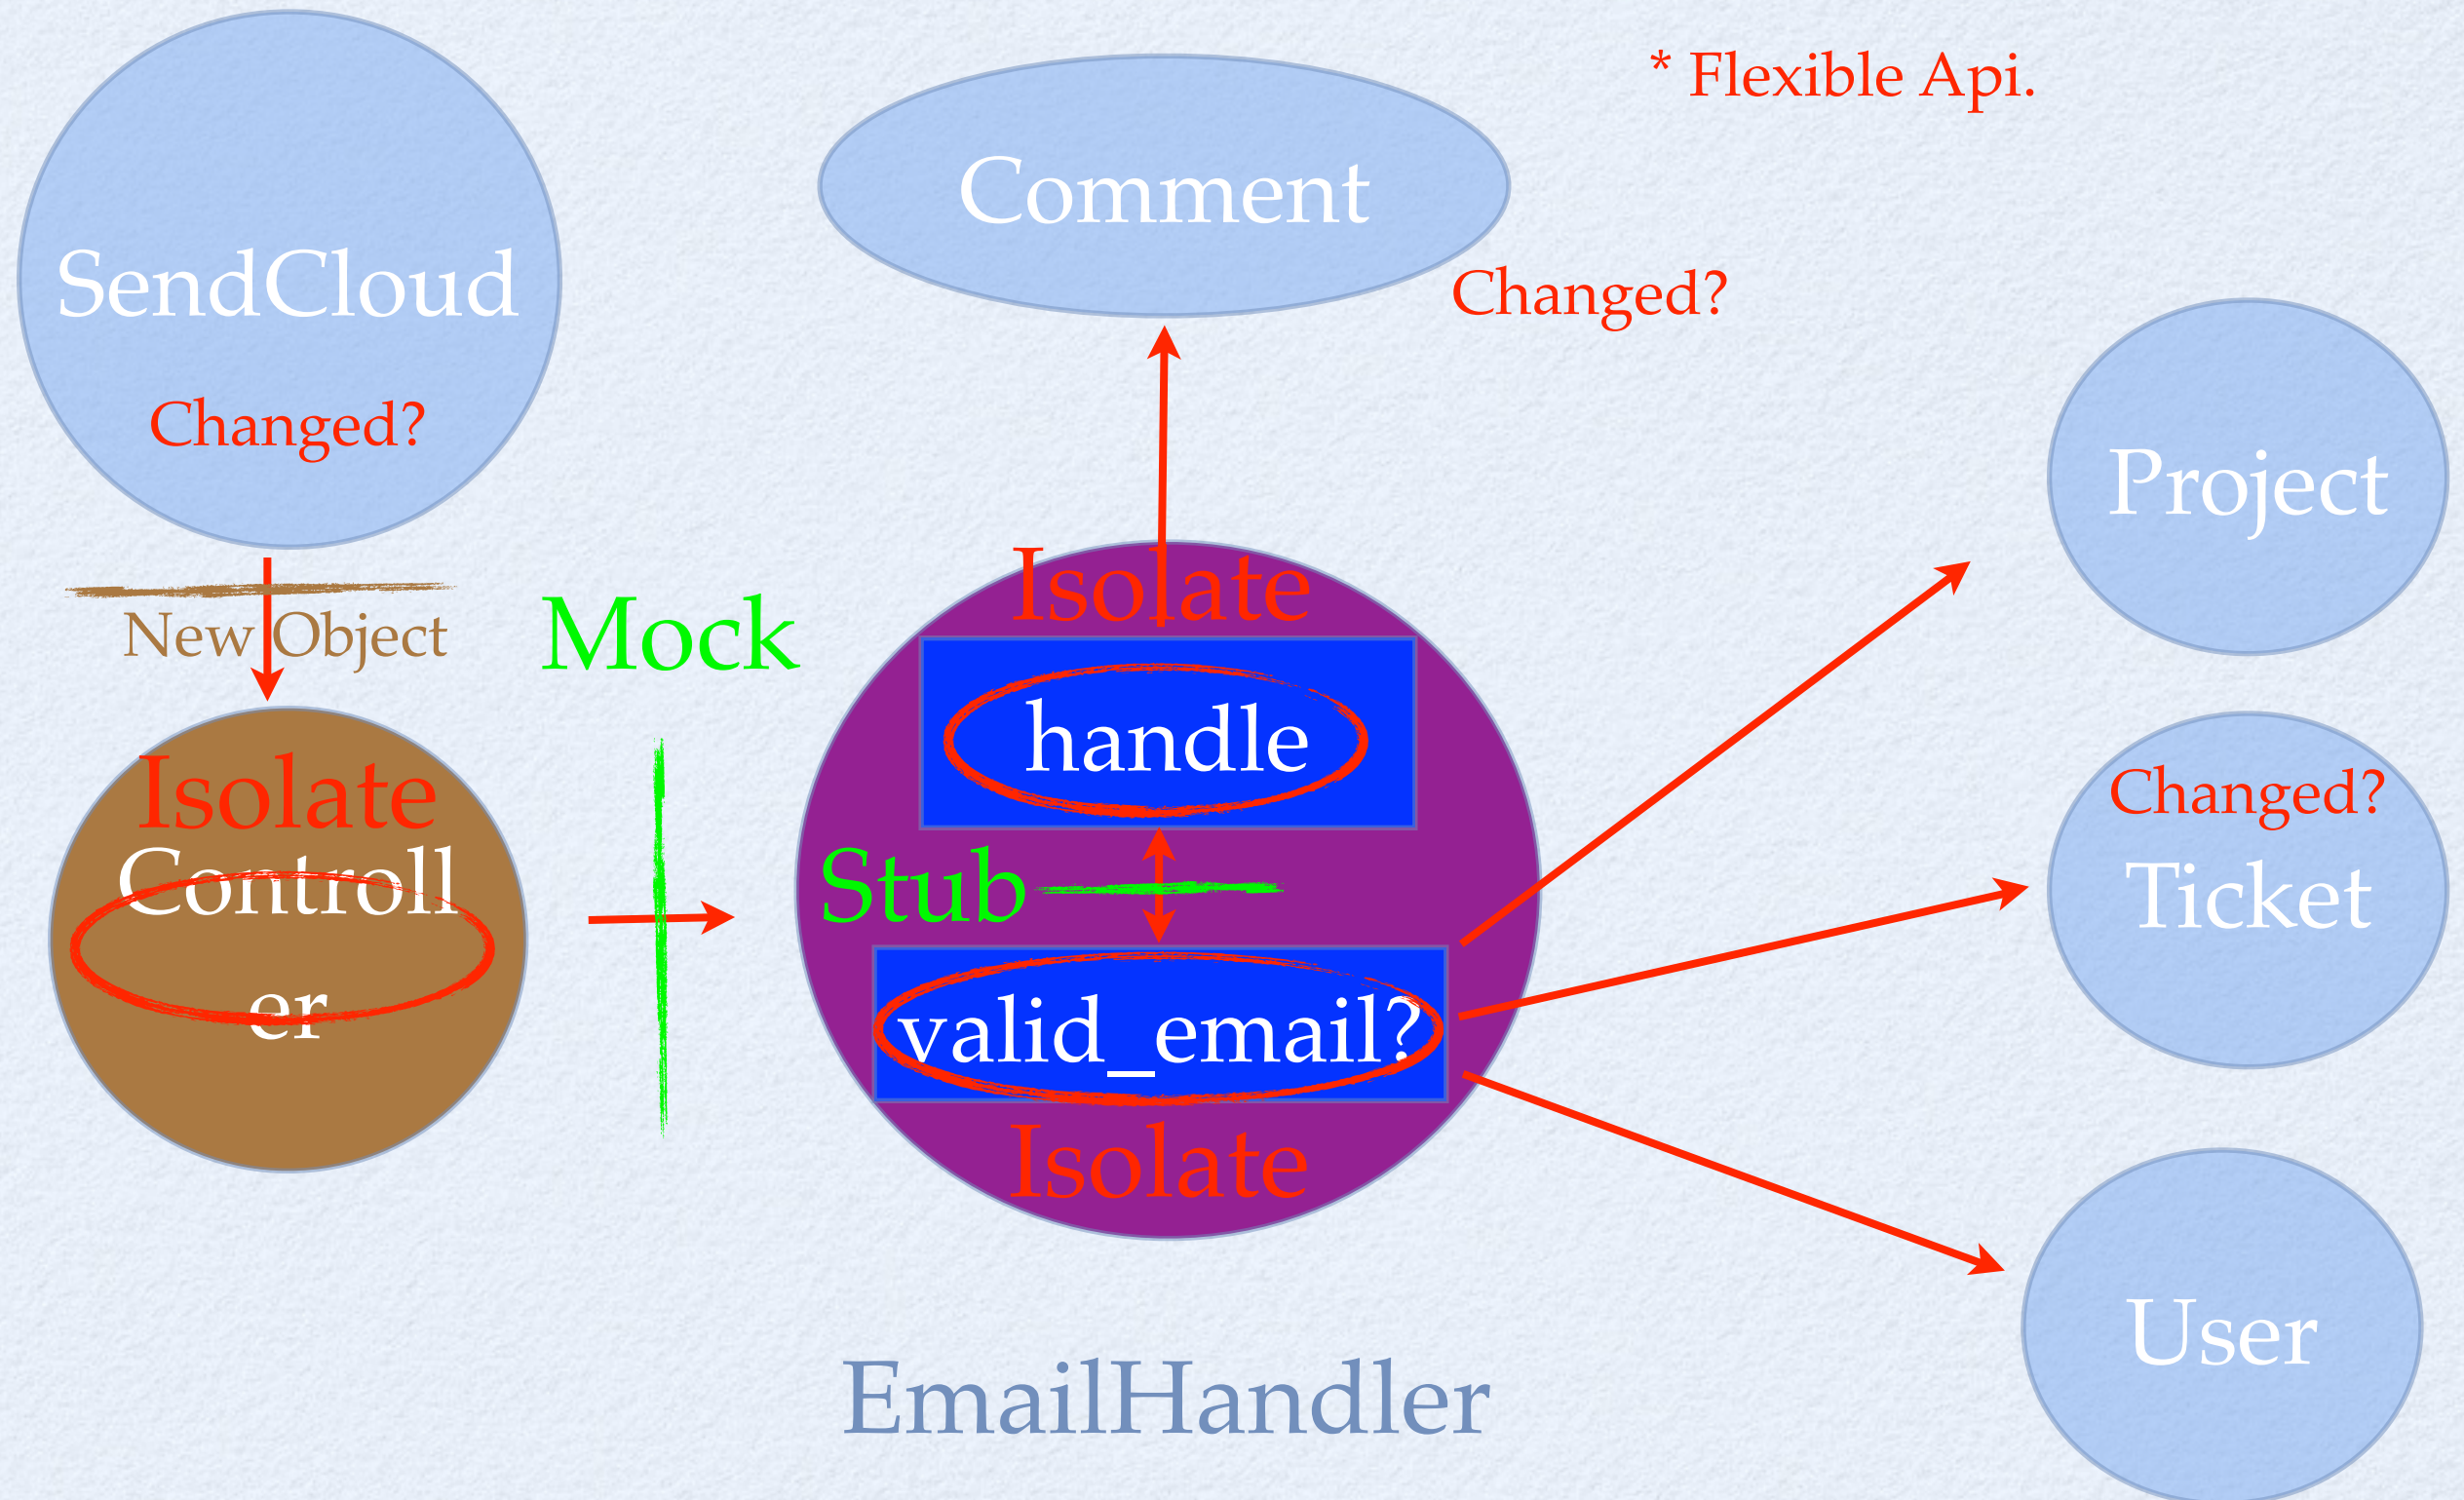 * Flexible Api.
Comment
SendCloud
Changed?
Changed?
Project
New Object
Mock
Isolate
handle
Isolate
Controll
er
Stub
valid_email?
Isolate
Changed?
Ticket
User
EmailHandler